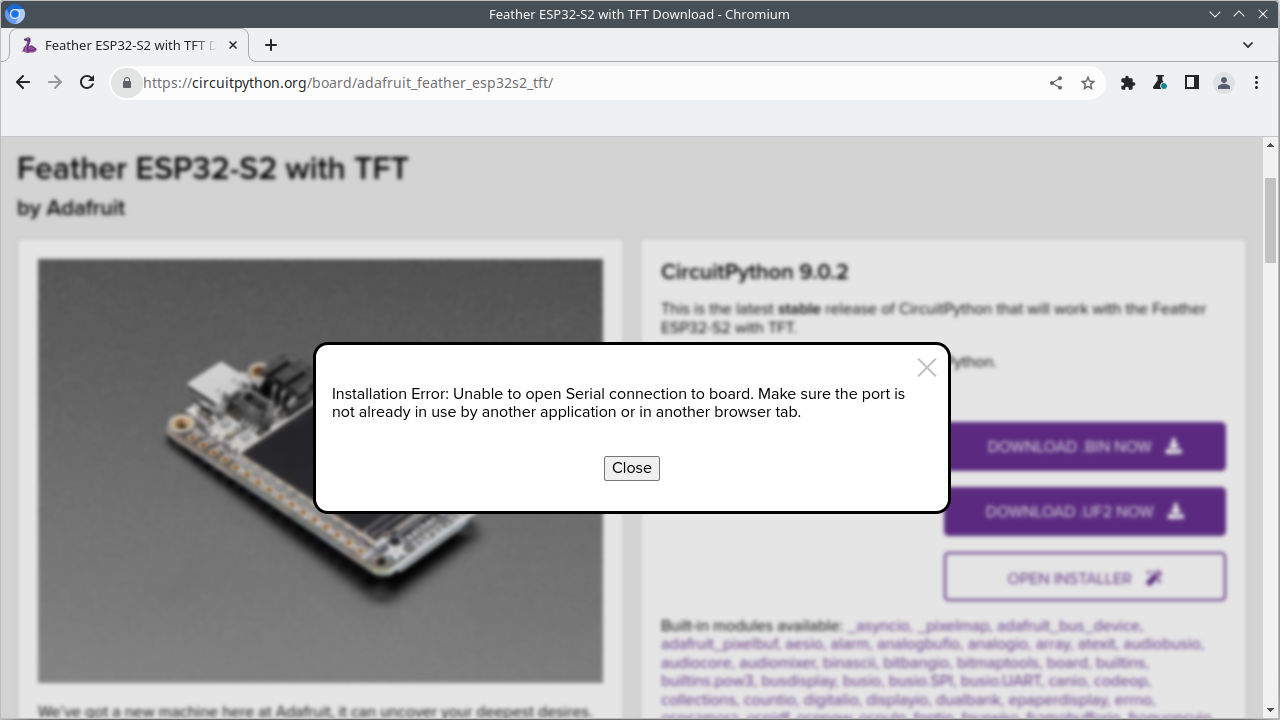 Feather ESP32-S2 with TFT Download - Chromium
Feather ESP32-S2 with TFT D
https://circuitpython.org/board/adafruit_feather_esp32s2_tft/
Feather ESP32-S2 with TFT
by Adafruit
CircuitPython 9.0.2
This is the latest stable release of CircuitPython that will work with the Feather
ESP32-S2 with TFT.
Python.
Installation Error: Unable to open Serial connection to board. Make sure the port is
not already in use by another application or in another browser tab.
Close
DOWNLOAD .BIN NOW
DOWNLOAD .UF2 NOW
OPEN INSTALLER
Built-in modules available: _asyncio, _pixelmap, adafruit_bus_device,
adafruit_pixelbuf, aesio, alarm, analogbufio, analogio, array, atexit, audiobusio,
audiocore, audiomixer, binascii, bitbangio, bitmaptools, board, builtins,
builtins.pow3, busdisplay, busio, busio.SPI, busio.UART, canio, codeop,
collections, countio, digitalio, displayio, dualbank, epaperdisplay, errno,
We've got a new machine here at Adafruit, it can uncover your deepest desires.